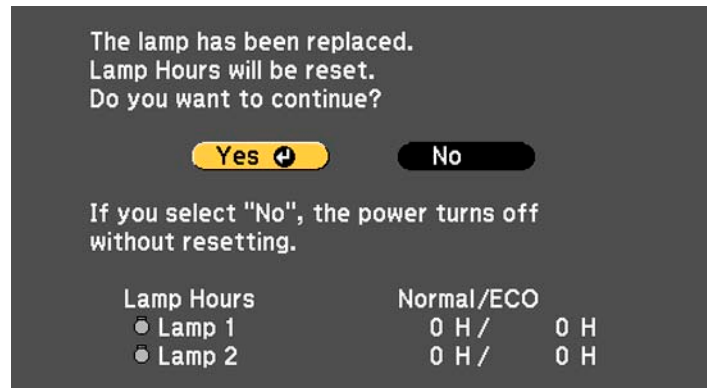 The lamp has been replaced.
Lamp Hours will be reset.
Do you want to continue?
Yes No
If you select "No", the power turns off
without resetting.
Lamp Hours Normal/ECO
Lamp 1 0 H / 0 H
Lamp 2 0 H / 0 H